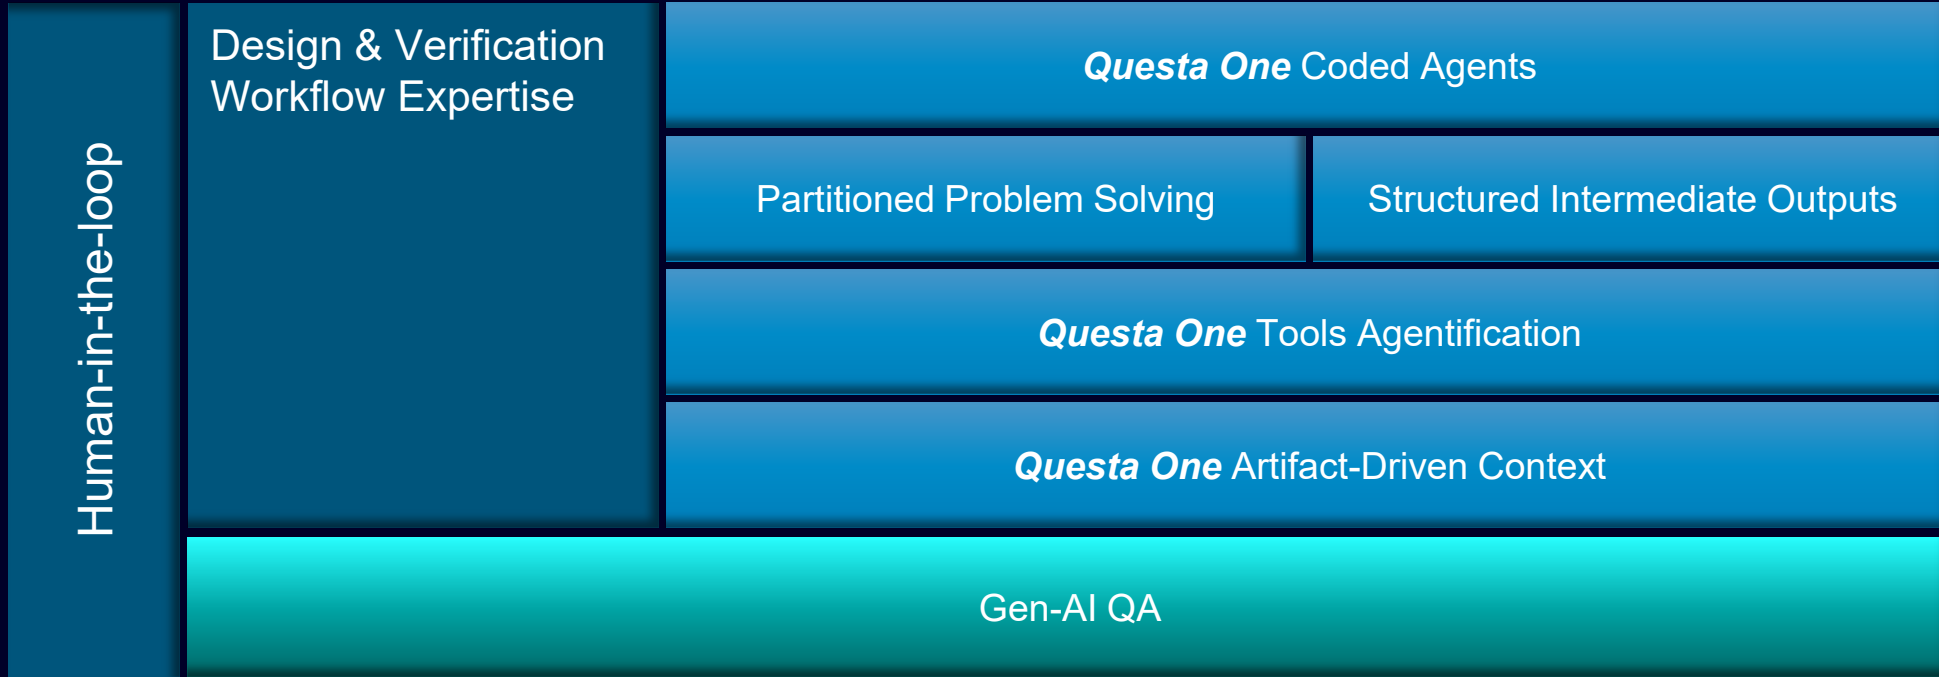 Human-in-the-loop
Design & Verification
Workflow Expertise
Questa One Coded Agents
Partitioned Problem Solving
Structured Intermediate Outputs
Questa One Tools Agentification
Questa One Artifact-Driven Context
Gen-AI QA